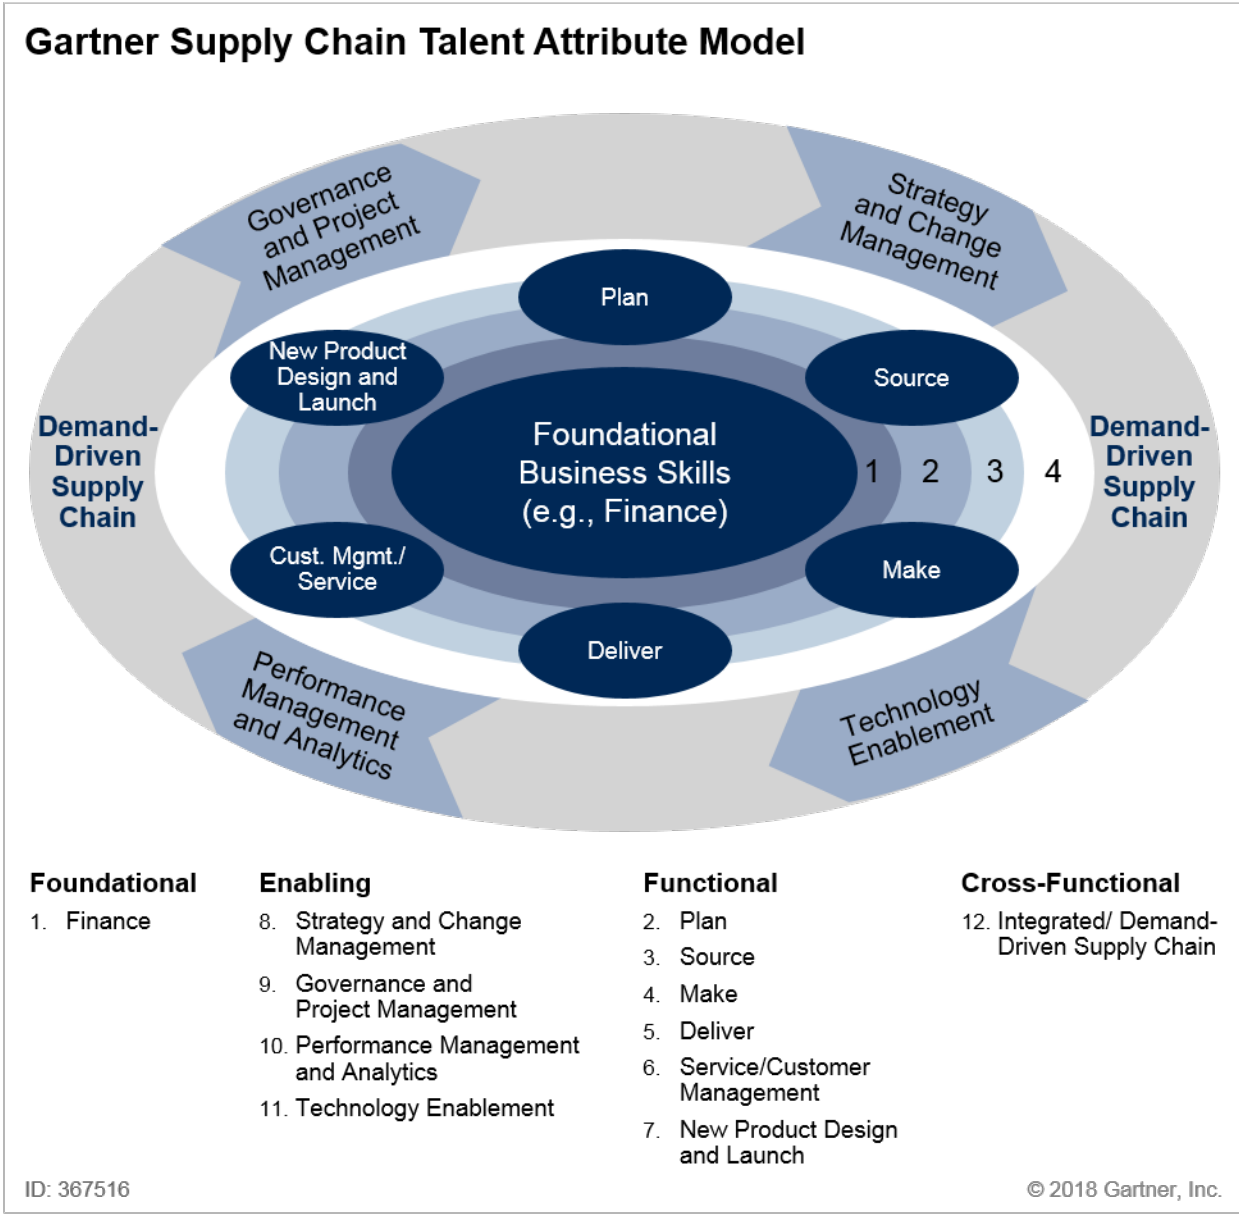 Gartner Supply Chain Talent Attribute Model
Governance
and Project
Management
Strategy
and Change
Management
Plan
New Product
Design and
Launch
Source
Demand-
Driven
Supply
Chain
Foundational
Business Skills
(e.g., Finance)
1 2 3 4
Demand-
Driven
Supply
Chain
Cust. Mgmt./
Service
Make
Deliver
Performance
Management
and Analytics
Technology
Enablement
Foundational
1. Finance
Enabling
8. Strategy and Change
Management
9. Governance and
Project Management
10. Performance Management
and Analytics
11. Technology Enablement
Functional
2. Plan
3. Source
4. Make
5. Deliver
6. Service/Customer
Management
7. New Product Design
and Launch
Cross-Functional
12. Integrated/ Demand-
Driven Supply Chain
ID: 367516
© 2018 Gartner, Inc.